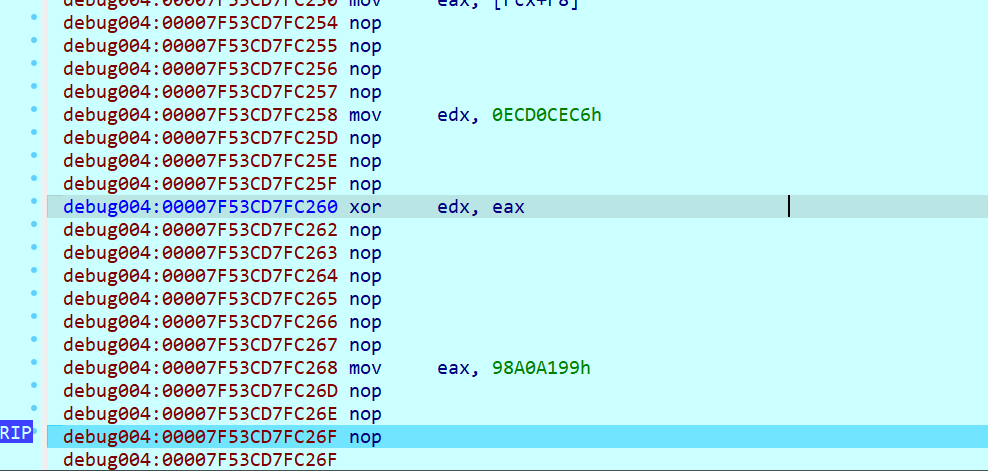 debug004:00007F53CD7FC250 mov eax, [rcx+r8]
debug004:00007F53CD7FC254 nop
debug004:00007F53CD7FC255 nop
debug004:00007F53CD7FC256 nop
debug004:00007F53CD7FC257 nop
debug004:00007F53CD7FC258 mov edx, 0ECD0CEC6h
debug004:00007F53CD7FC25D nop
debug004:00007F53CD7FC25E nop
debug004:00007F53CD7FC25F nop
debug004:00007F53CD7FC260 xor edx, eax
debug004:00007F53CD7FC262 nop
debug004:00007F53CD7FC263 nop
debug004:00007F53CD7FC264 nop
debug004:00007F53CD7FC265 nop
debug004:00007F53CD7FC266 nop
debug004:00007F53CD7FC267 nop
debug004:00007F53CD7FC268 mov eax, 98A0A199h
debug004:00007F53CD7FC26D nop
debug004:00007F53CD7FC26E nop
RIP debug004:00007F53CD7FC26F nop
debug004:00007F53CD7FC26F